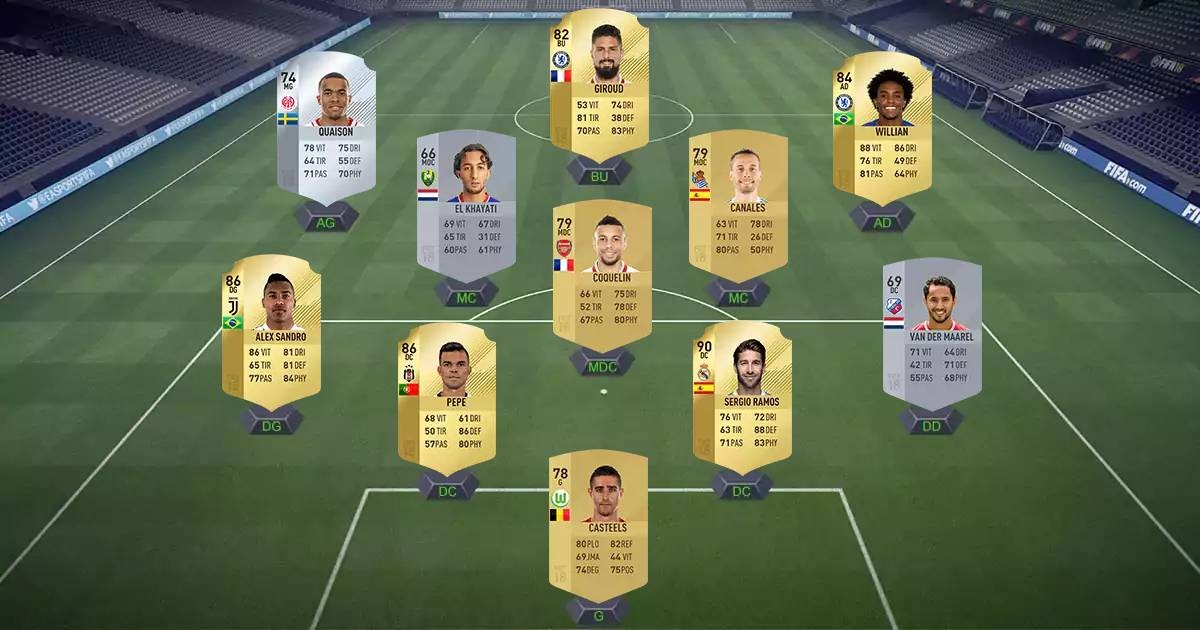 82
BU
GIROUD
53 VIT 74 DRI
81 TIR 38 DEF
70 PAS 83 PHY
BU
74
MG
QUAISON
78 VIT 75 DRI
64 TIR 55 DEF
71 PAS 70 PHY
AG
84
AD
WILLIAN
88 VIT 86 DRI
76 TIR 49 DEF
81 PAS 64 PHY
AD
66
MOC
EL KHAYATI
69 VIT 67 DRI
65 TIR 31 DEF
60 PAS 61 PHY
MC
79
MOC
CANALES
63 VIT 78 DRI
71 TIR 26 DEF
80 PAS 50 PHY
MC
79
MDC
COQUELIN
66 VIT 75 DRI
52 TIR 78 DEF
67 PAS 80 PHY
MDC
86
DG
ALEX SANDRO
86 VIT 81 DRI
65 TIR 81 DEF
77 PAS 84 PHY
DG
86
DC
PEPE
68 VIT 61 DRI
50 TIR 86 DEF
57 PAS 80 PHY
DC
90
DC
SERGIO RAMOS
76 VIT 72 DRI
63 TIR 88 DEF
71 PAS 83 PHY
DC
69
DC
VAN DER MAAREL
71 VIT 64 DRI
42 TIR 71 DEF
55 PAS 68 PHY
DD
78
G
CASTEELS
80 PLO 82 REF
69 JMA 44 VIT
74 DEG 75 POS
G
@EASPORTSFIFA
FIFA.com